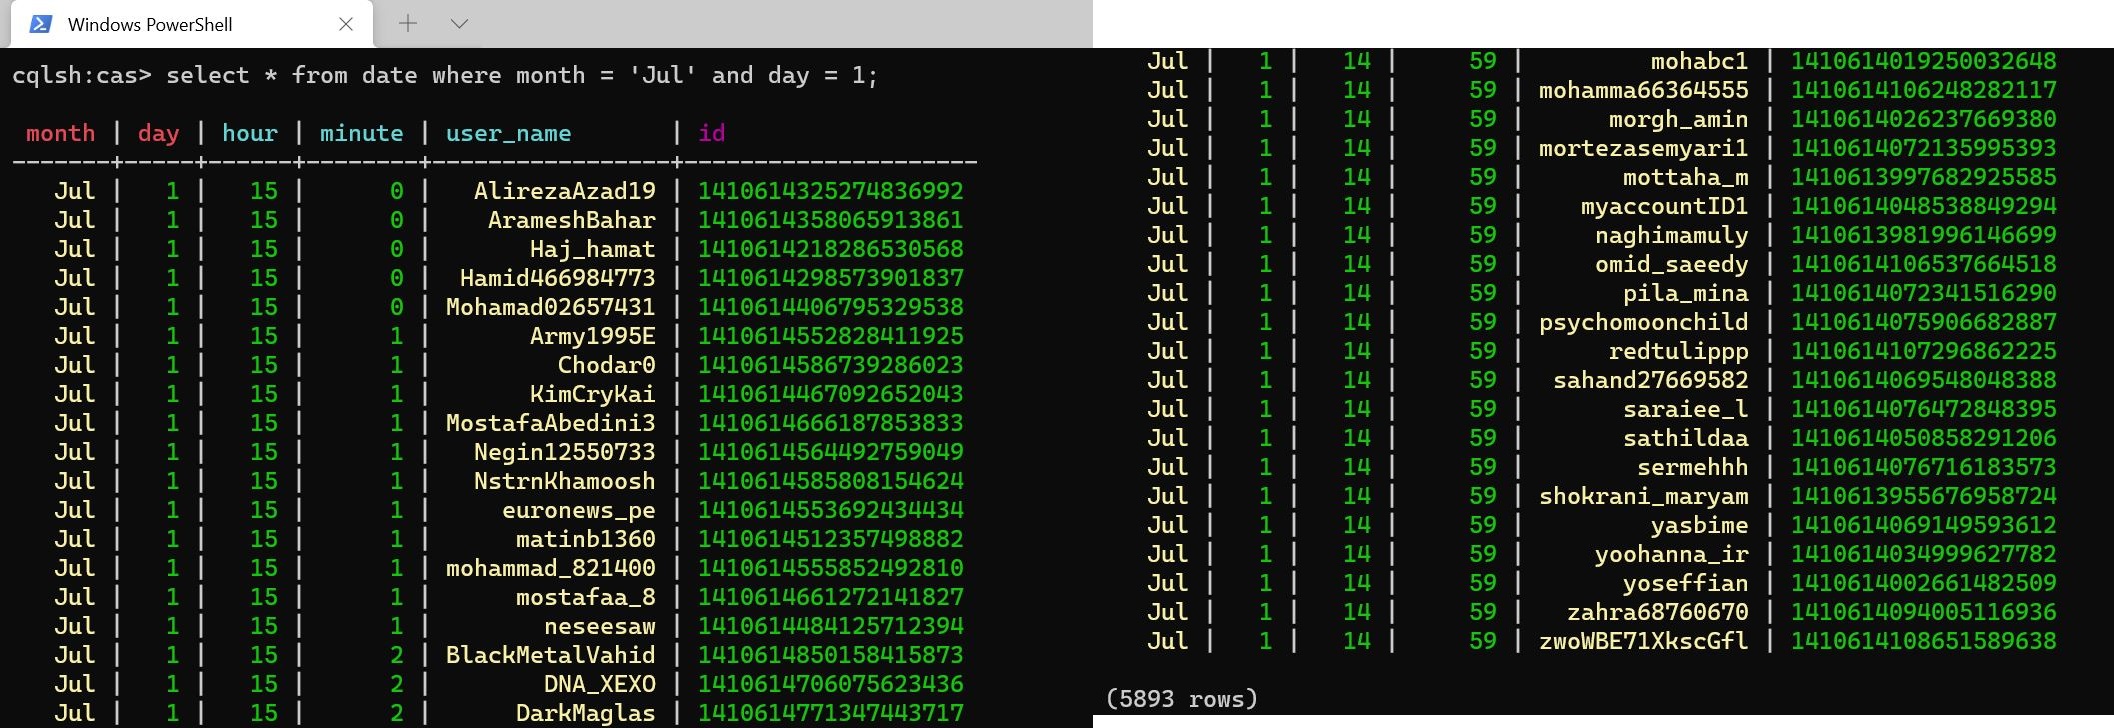 Windows PowerShell
cqlsh:cas> select * from date where month = 'Jul' and day = 1;
month | day | hour | minute | user_name | id
-------+-----+------+--------+-----------------+---------------------
Jul | 1 | 15 | 0 | AlirezaAzad19 | 1410614325274836992
Jul | 1 | 15 | 0 | ArameshBahar | 1410614358065913861
Jul | 1 | 15 | 0 | Haj_hamat | 1410614218286530568
Jul | 1 | 15 | 0 | Hamid466984773 | 1410614298573901837
Jul | 1 | 15 | 0 | Mohamad02657431 | 1410614406795329538
Jul | 1 | 15 | 1 | Army1995E | 1410614552828411925
Jul | 1 | 15 | 1 | Chodar0 | 1410614586739286023
Jul | 1 | 15 | 1 | KimCryKai | 1410614467092652043
Jul | 1 | 15 | 1 | MostafaAbedini3 | 1410614666187853833
Jul | 1 | 15 | 1 | Negin12550733 | 1410614564492759049
Jul | 1 | 15 | 1 | NstrnKhamoosh | 1410614585808154624
Jul | 1 | 15 | 1 | euronews_pe | 1410614553692434434
Jul | 1 | 15 | 1 | matinb1360 | 1410614512357498882
Jul | 1 | 15 | 1 | mohammad_821400 | 1410614555852492810
Jul | 1 | 15 | 1 | mostafaa_8 | 1410614661272141827
Jul | 1 | 15 | 1 | neseesaw | 1410614484125712394
Jul | 1 | 15 | 2 | BlackMetalVahid | 1410614850158415873
Jul | 1 | 15 | 2 | DNA_XEXO | 1410614706075623436
Jul | 1 | 15 | 2 | DarkMaglas | 1410614771347443717
Jul | 1 | 14 | 59 | mohabc1 | 1410614019250032648
Jul | 1 | 14 | 59 | mohamma66364555 | 1410614106248282117
Jul | 1 | 14 | 59 | morgh_amin | 1410614026237669380
Jul | 1 | 14 | 59 | mortezasemyari1 | 1410614072135995393
Jul | 1 | 14 | 59 | mottaha_m | 1410613997682925585
Jul | 1 | 14 | 59 | myaccountID1 | 1410614048538849294
Jul | 1 | 14 | 59 | naghimamuly | 1410613981996146699
Jul | 1 | 14 | 59 | omid_saeedy | 1410614106537664518
Jul | 1 | 14 | 59 | pila_mina | 1410614072341516290
Jul | 1 | 14 | 59 | psychomoonchild | 1410614075906682887
Jul | 1 | 14 | 59 | redtulippp | 1410614107296862225
Jul | 1 | 14 | 59 | sahand27669582 | 1410614069548048388
Jul | 1 | 14 | 59 | saraiee_l | 1410614076472848395
Jul | 1 | 14 | 59 | sathildaa | 1410614050858291206
Jul | 1 | 14 | 59 | sermehhh | 1410614076716183573
Jul | 1 | 14 | 59 | shokrani_maryam | 1410613955676958724
Jul | 1 | 14 | 59 | yasbime | 1410614069149593612
Jul | 1 | 14 | 59 | yoohanna_ir | 1410614034999627782
Jul | 1 | 14 | 59 | yoseffian | 1410614002661482509
Jul | 1 | 14 | 59 | zahra68760670 | 1410614094005116936
Jul | 1 | 14 | 59 | zwoWBE71XkscGfl | 1410614108651589638
(5893 rows)